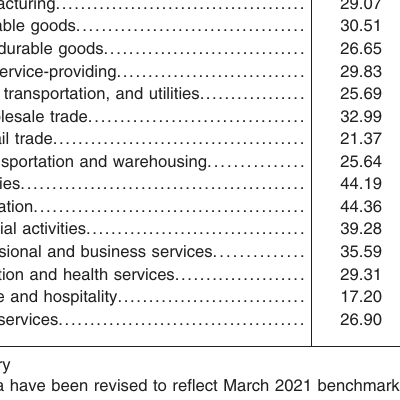 acturing 29.07
able goods 30.51
durable goods 26.65
ervice-providing 29.83
transportation, and utilities 25.69
lesale trade 32.99
il trade 21.37
nsportation and warehousing 25.64
ies 44.19
ation 44.36
ial activities 39.28
sional and business services 35.59
tion and health services 29.31
e and hospitality 17.20
services 26.90
ry
a have been revised to reflect March 2021 benchmark